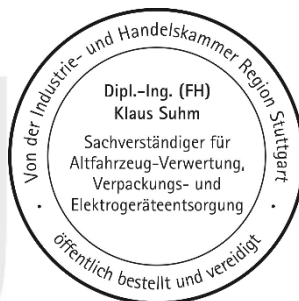 Von der Industrie- und Handelskammer Region Stuttgart
Dipl.-Ing. (FH)
Klaus Suhm
Sachverständiger für
Altfahrzeug-Verwertung,
Verpackungs- und
Elektrogeräteentsorgung
· öffentlich bestellt und vereidigt ·